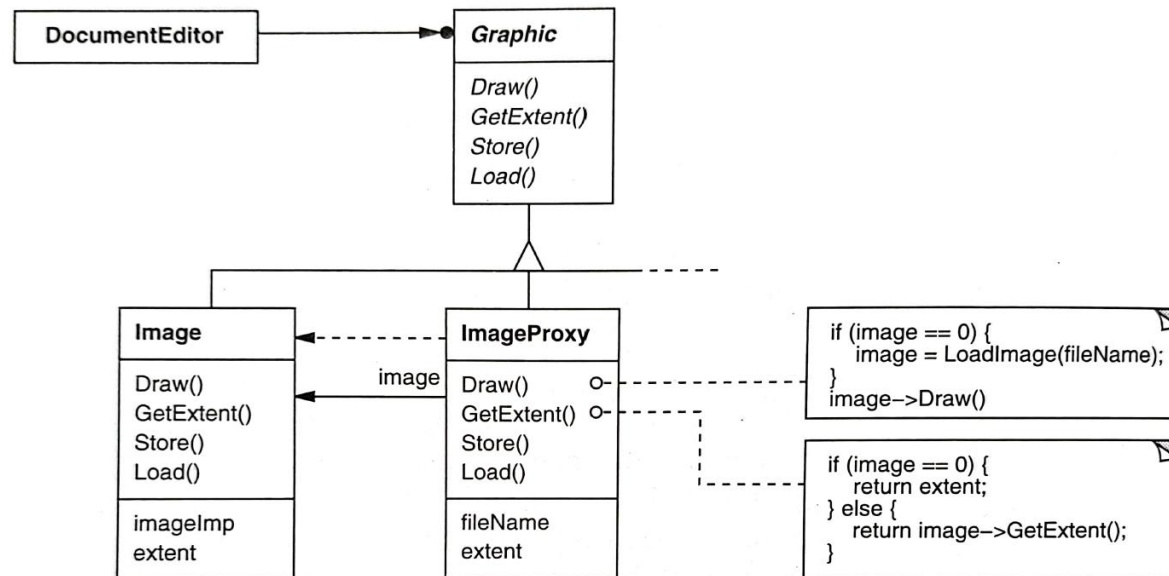 DocumentEditor
Graphic
Draw()
GetExtent()
Store()
Load()
Image
Draw()
GetExtent()
Store()
Load()
imageImp
extent
image
ImageProxy
Draw()
GetExtent()
Store()
Load()
fileName
extent
if (image == 0) {
image = LoadImage(fileName);
}
image–>Draw()
if (image == 0) {
return extent;
} else {
return image–>GetExtent();
}